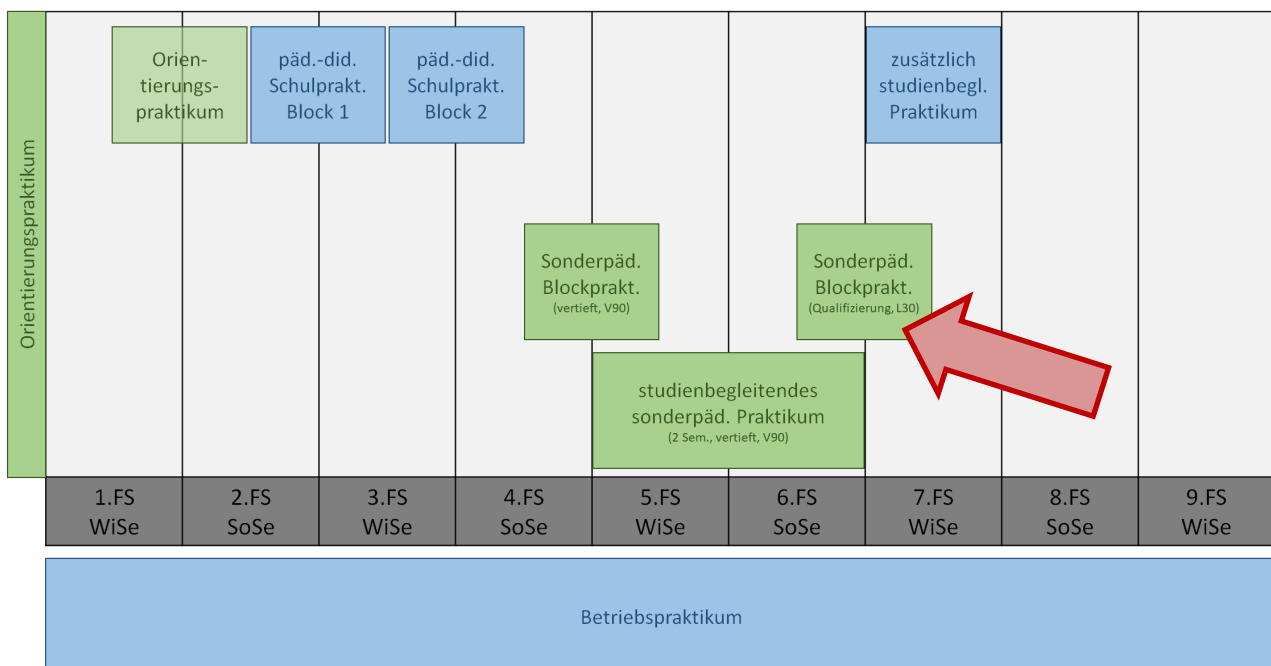 Orientierungspraktikum
Orien-
tierungs-
praktikum
päd.-did.
Schulprakt.
Block 1
päd.-did.
Schulprakt.
Block 2
zusätzlich
studienbegl.
Praktikum
Sonderpäd.
Blockprakt.
(vertieft, V90)
Sonderpäd.
Blockprakt.
(Qualifizierung, L30)
studienbegleitendes
sonderpäd. Praktikum
(2 Sem., vertieft, V90)
1.FS
WiSe
2.FS
SoSe
3.FS
WiSe
4.FS
SoSe
5.FS
WiSe
6.FS
SoSe
7.FS
WiSe
8.FS
SoSe
9.FS
WiSe
Betriebspraktikum